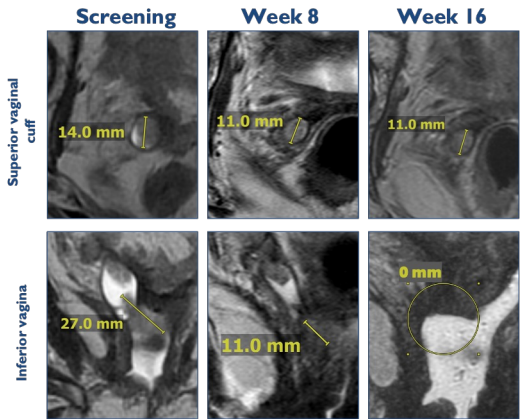 Screening
Week 8
Week 16
Superior vaginal
cuff
14.0 mm
11.0 mm
11.0 mm
Inferior vagina
27.0 mm
11.0 mm
0 mm